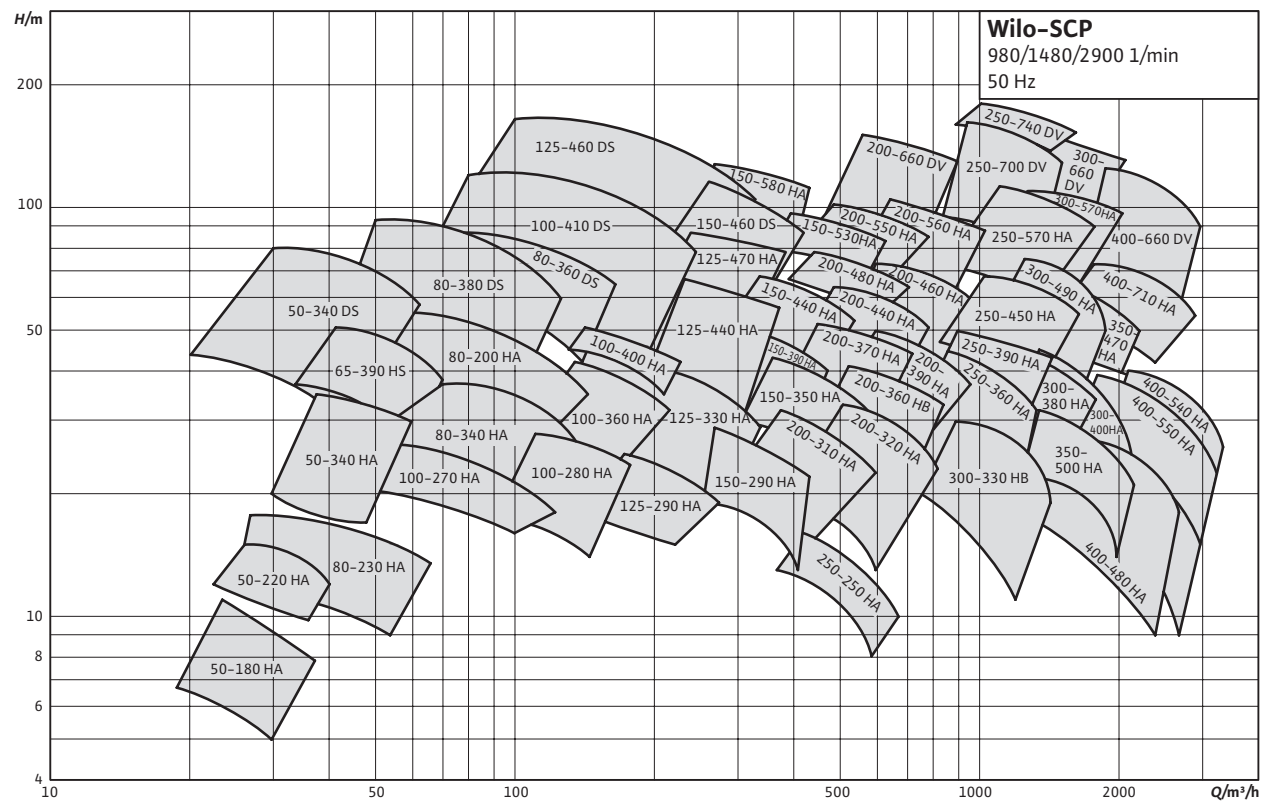 H/m
Wilo–SCP
980/1480/2900 1/min
50 Hz
200
250–740 DV
125–460 DS
200–660 DV
250–700 DV
300–
660
DV
150–580 HA
100
300–570HA
100–410 DS
150–460 DS
150–530HA
200–550 HA
200–560 HA
250–570 HA
400–660 DV
125–470 HA
80–360 DS
80–380 DS
200–480 HA
200–460 HA
300–490 HA
400–710 HA
50–340 DS
150–440 HA
200–440 HA
250–450 HA
50
125–440 HA
350–
470
HA
100–400 HA
80–200 HA
150–390 HA
200–370 HA
250–390 HA
65–390 HS
200–
390 HA
250–360 HA
200–360 HB
300–
380 HA
400–540 HA
150–350 HA
400–550 HA
100–360 HA
125–330 HA
300–
400HA
80–340 HA
200–310 HA
200–320 HA
50–340 HA
350–
500 HA
100–270 HA
100–280 HA
150–290 HA
300–330 HB
20
125–290 HA
80–230 HA
50–220 HA
250–250 HA
400–480 HA
10
8
50–180 HA
6
4
10
20
50
100
200
500
1000
2000
Q/m³/h